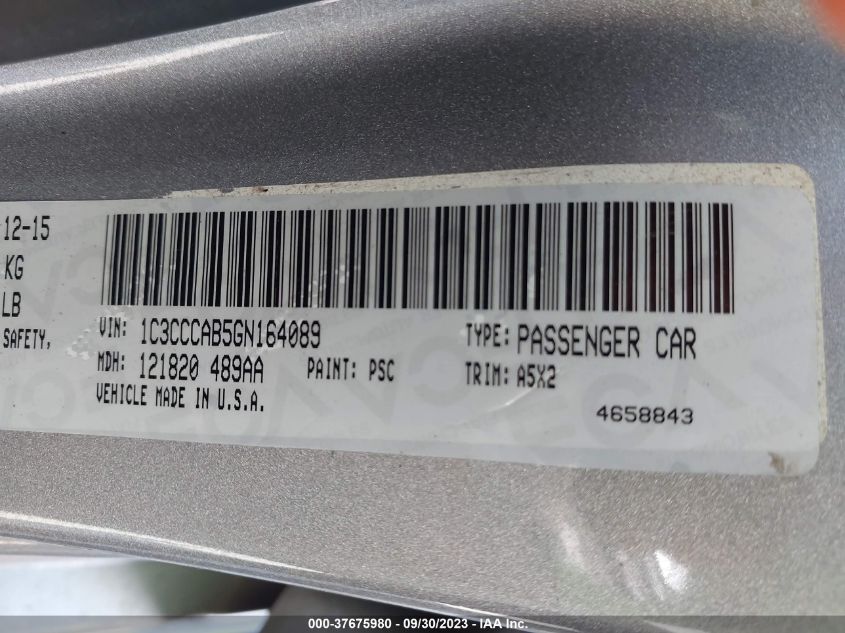 12-15
KG
LB
SAFETY,
VIN: 1C3CCCAB5GN164089
TYPE: PASSENGER CAR
MDH: 121820 489AA
PAINT: PSC
TRIM: A5X2
VEHICLE MADE IN U.S.A.
4658843
000-37675980 - 09/30/2023 - IAA Inc.